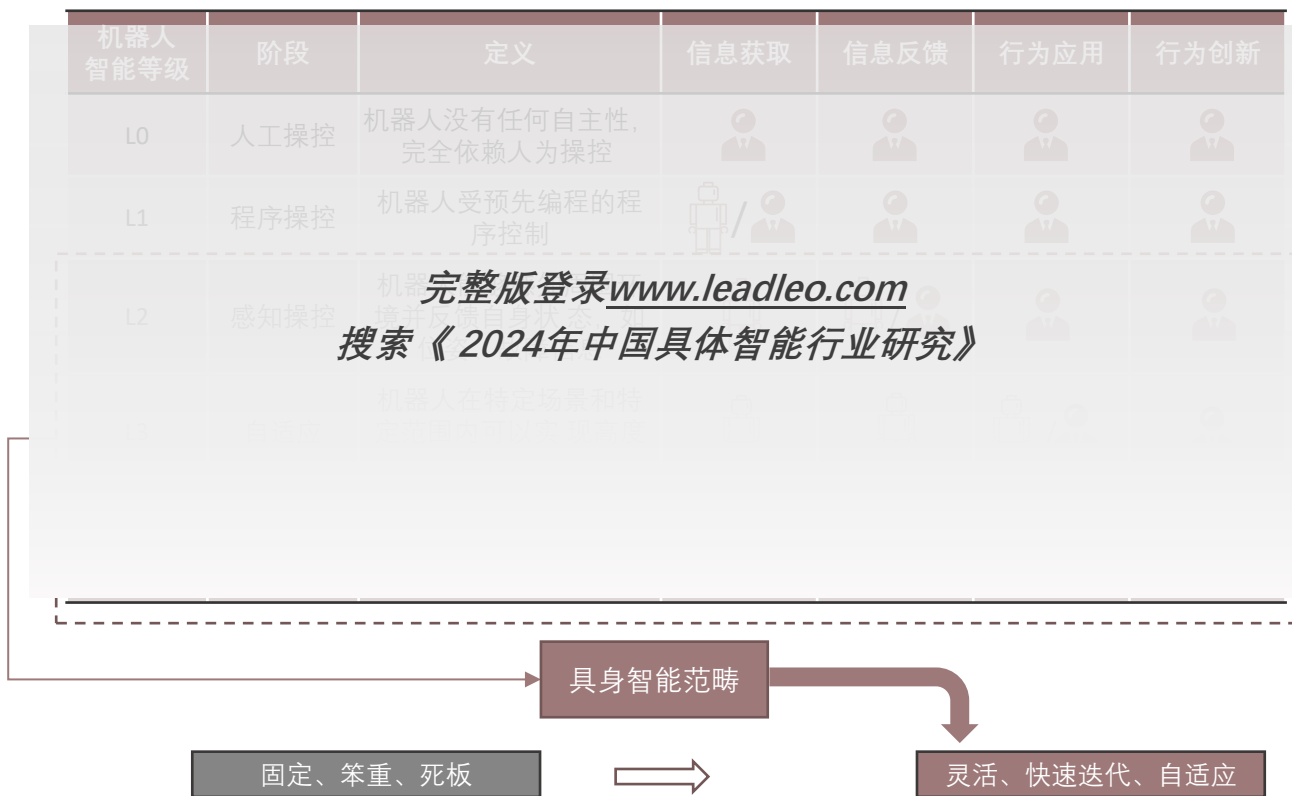 机器人
智能等级
阶段
定义
信息获取
信息反馈
行为应用
行为创新
L0
人工操控
机器人没有任何自主性,
完全依赖人为操控
L1
程序操控
机器人受预先编程的程
序控制
/
完整版登录www.leadleo.com
搜索《 2024年中国具体智能行业研究》
L2
感知操控
机器人在特定场景和特
具身智能范畴
固定、笨重、死板
灵活、快速迭代、自适应